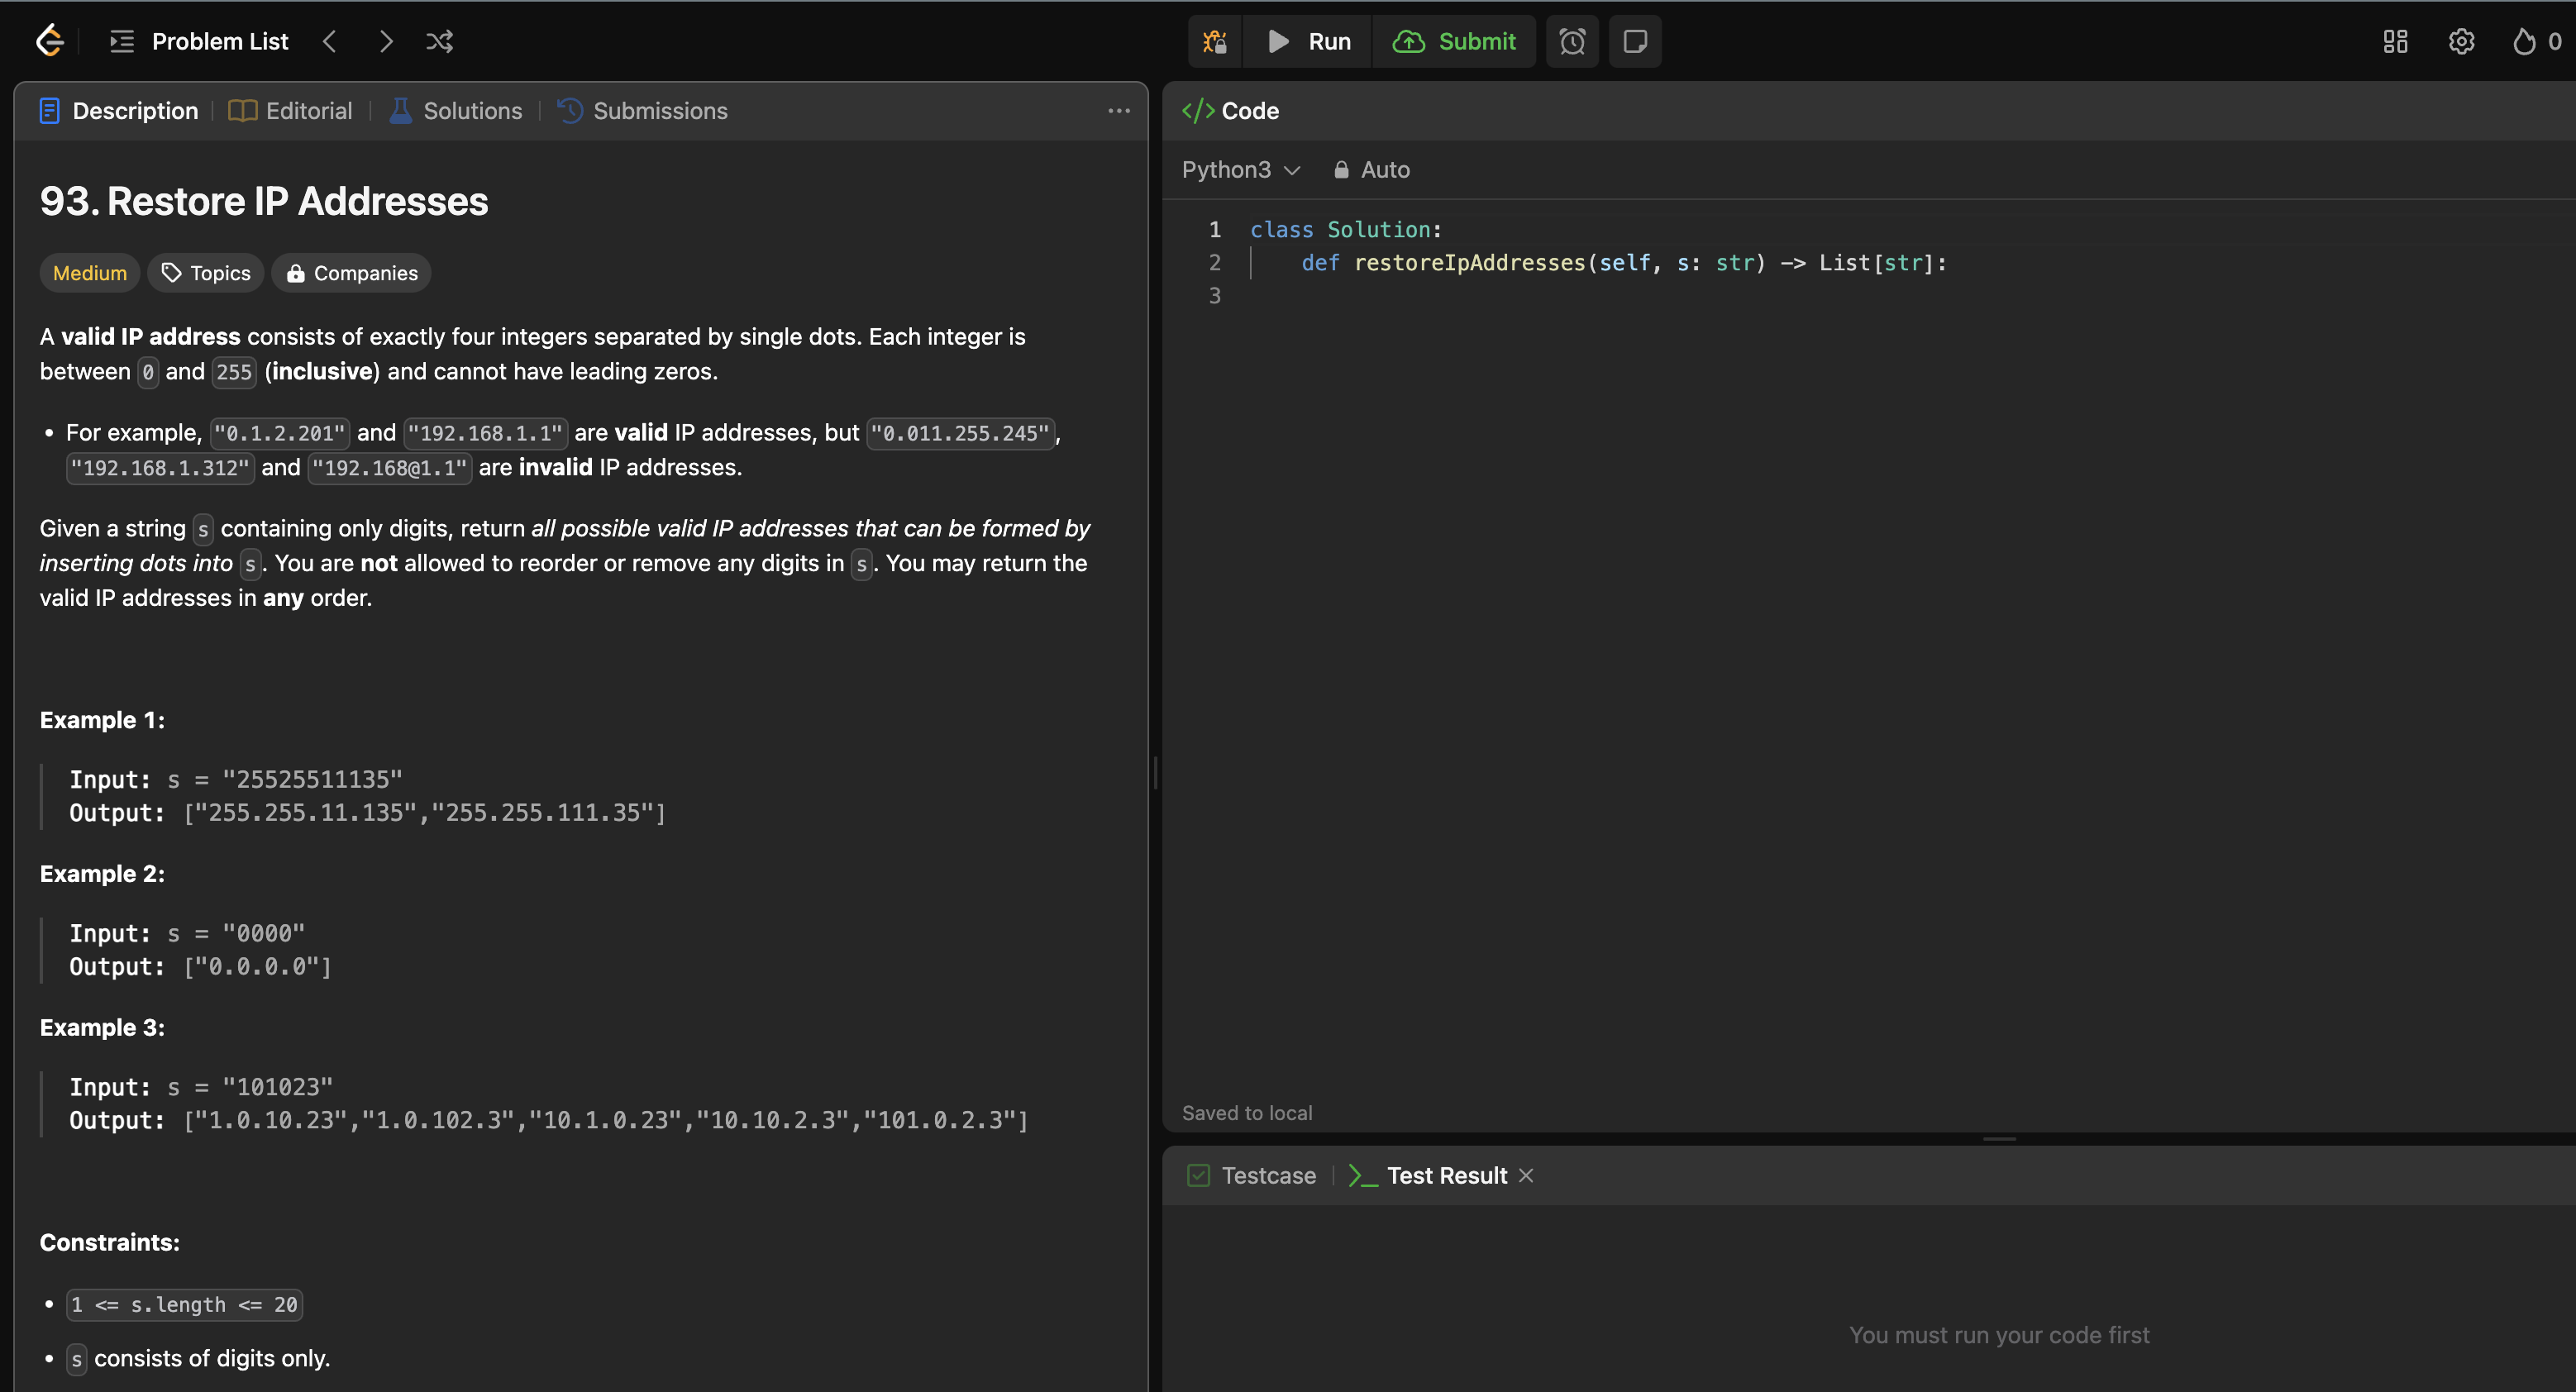 Problem List
Run
Submit
0
Description
Editorial
Solutions
Submissions
93. Restore IP Addresses
Medium
Topics
Companies
A valid IP address consists of exactly four integers separated by single dots. Each integer is
between 0 and 255 (inclusive) and cannot have leading zeros.
• For example, "0.1.2.201" and "192.168.1.1" are valid IP addresses, but "0.011.255.245",
"192.168.1.312" and "192.168@1.1" are invalid IP addresses.
Given a string s containing only digits, return all possible valid IP addresses that can be formed by
inserting dots into s. You are not allowed to reorder or remove any digits in s. You may return the
valid IP addresses in any order.
Example 1:
Input: s = "25525511135"
Output: ["255.255.11.135","255.255.111.35"]
Example 2:
Input: s = "0000"
Output: ["0.0.0.0"]
Example 3:
Input: s = "101023"
Output: ["1.0.10.23","1.0.102.3","10.1.0.23","10.10.2.3","101.0.2.3"]
Constraints:
• 1 <= s.length <= 20
• s consists of digits only.
</> Code
Python3
Auto
1 class Solution:
2     def restoreIpAddresses(self, s: str) -> List[str]:
3
Saved to local
Testcase
Test Result
You must run your code first